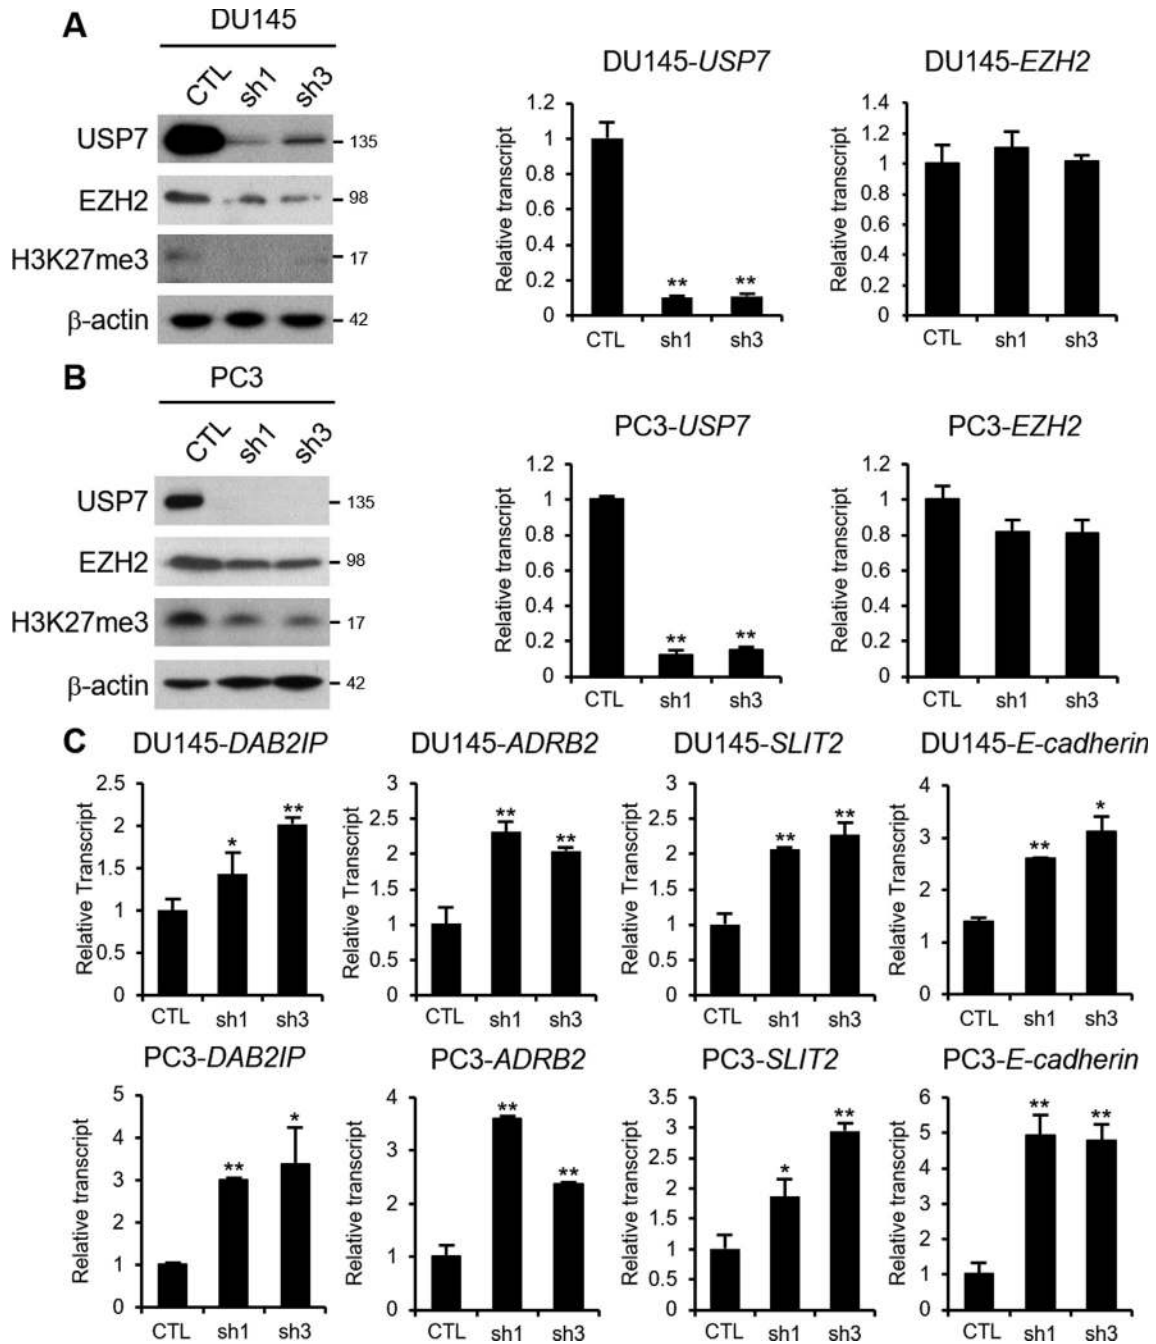 A
DU145
CTL sh1 sh3
USP7 135
EZH2 98
H3K27me3 17
β-actin 42
DU145-USP7
Relative transcript
1.2
1
0.8
0.6
0.4
0.2
0
** **
CTL sh1 sh3
DU145-EZH2
Relative transcript
1.4
1.2
1
0.8
0.6
0.4
0.2
0
CTL sh1 sh3
B
PC3
CTL sh1 sh3
USP7 135
EZH2 98
H3K27me3 17
β-actin 42
PC3-USP7
Relative transcript
1.2
1
0.8
0.6
0.4
0.2
0
** **
CTL sh1 sh3
PC3-EZH2
Relative transcript
1.2
1
0.8
0.6
0.4
0.2
0
CTL sh1 sh3
C
DU145-DAB2IP
Relative Transcript
2.5
2
1.5
1
0.5
0
* **
CTL sh1 sh3
DU145-ADRB2
Relative Transcript
3
2.5
2
1.5
1
0.5
0
** **
CTL sh1 sh3
DU145-SLIT2
Relative Transcript
3
2.5
2
1.5
1
0.5
0
** **
CTL sh1 sh3
DU145-E-cadherin
Relative Transcript
4
3
2
1
0
** *
CTL sh1 sh3
PC3-DAB2IP
Relative transcript
5
4
3
2
1
0
** *
CTL sh1 sh3
PC3-ADRB2
Relative transcript
4
3
2
1
0
** **
CTL sh1 sh3
PC3-SLIT2
Relative transcript
3.5
3
2.5
2
1.5
1
0.5
0
* **
CTL sh1 sh3
PC3-E-cadherin
Relative transcript
6
5
4
3
2
1
0
** **
CTL sh1 sh3